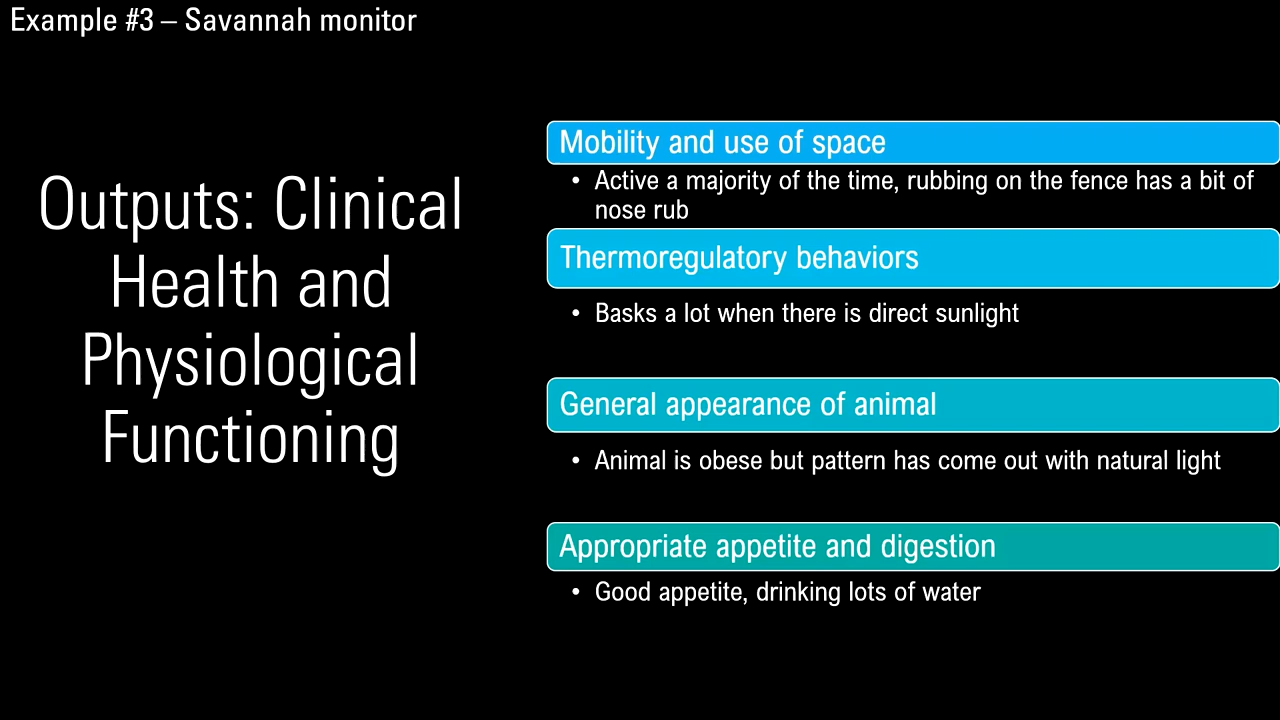 Example #3 – Savannah monitor
Outputs: Clinical
Health and
Physiological
Functioning
Mobility and use of space
• Active a majority of the time, rubbing on the fence has a bit of
nose rub
Thermoregulatory behaviors
• Basks a lot when there is direct sunlight
General appearance of animal
• Animal is obese but pattern has come out with natural light
Appropriate appetite and digestion
• Good appetite, drinking lots of water